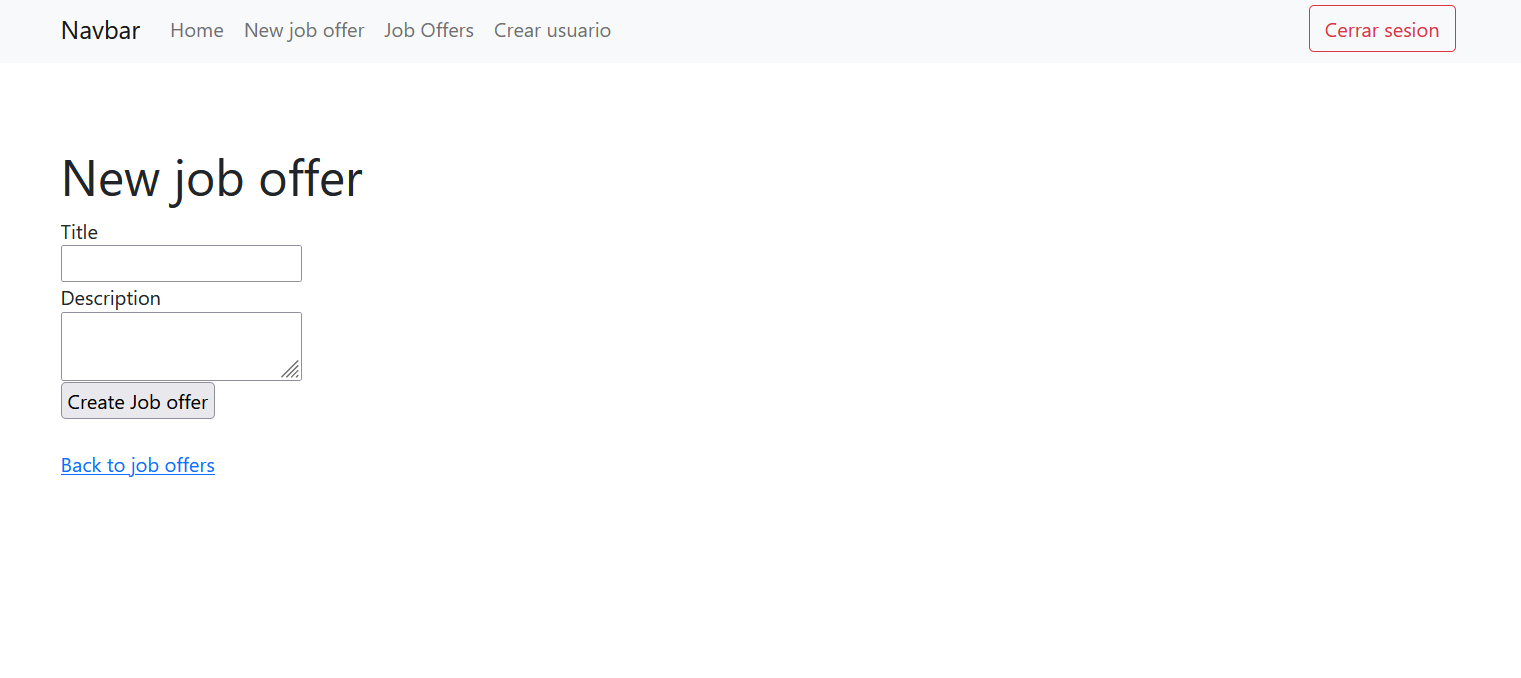 Navbar Home New job offer Job Offers Crear usuario Cerrar sesion
New job offer
Title
Description
Create Job offer
Back to job offers